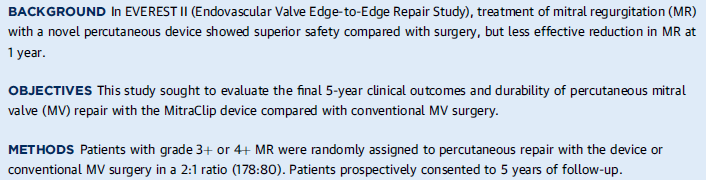 BACKGROUND In EVEREST II (Endovascular Valve Edge-to-Edge Repair Study), treatment of mitral regurgitation (MR)
with a novel percutaneous device showed superior safety compared with surgery, but less effective reduction in MR at
1 year.
OBJECTIVES This study sought to evaluate the final 5-year clinical outcomes and durability of percutaneous mitral
valve (MV) repair with the MitraClip device compared with conventional MV surgery.
METHODS Patients with grade 3+ or 4+ MR were randomly assigned to percutaneous repair with the device or
conventional MV surgery in a 2:1 ratio (178:80). Patients prospectively consented to 5 years of follow-up.